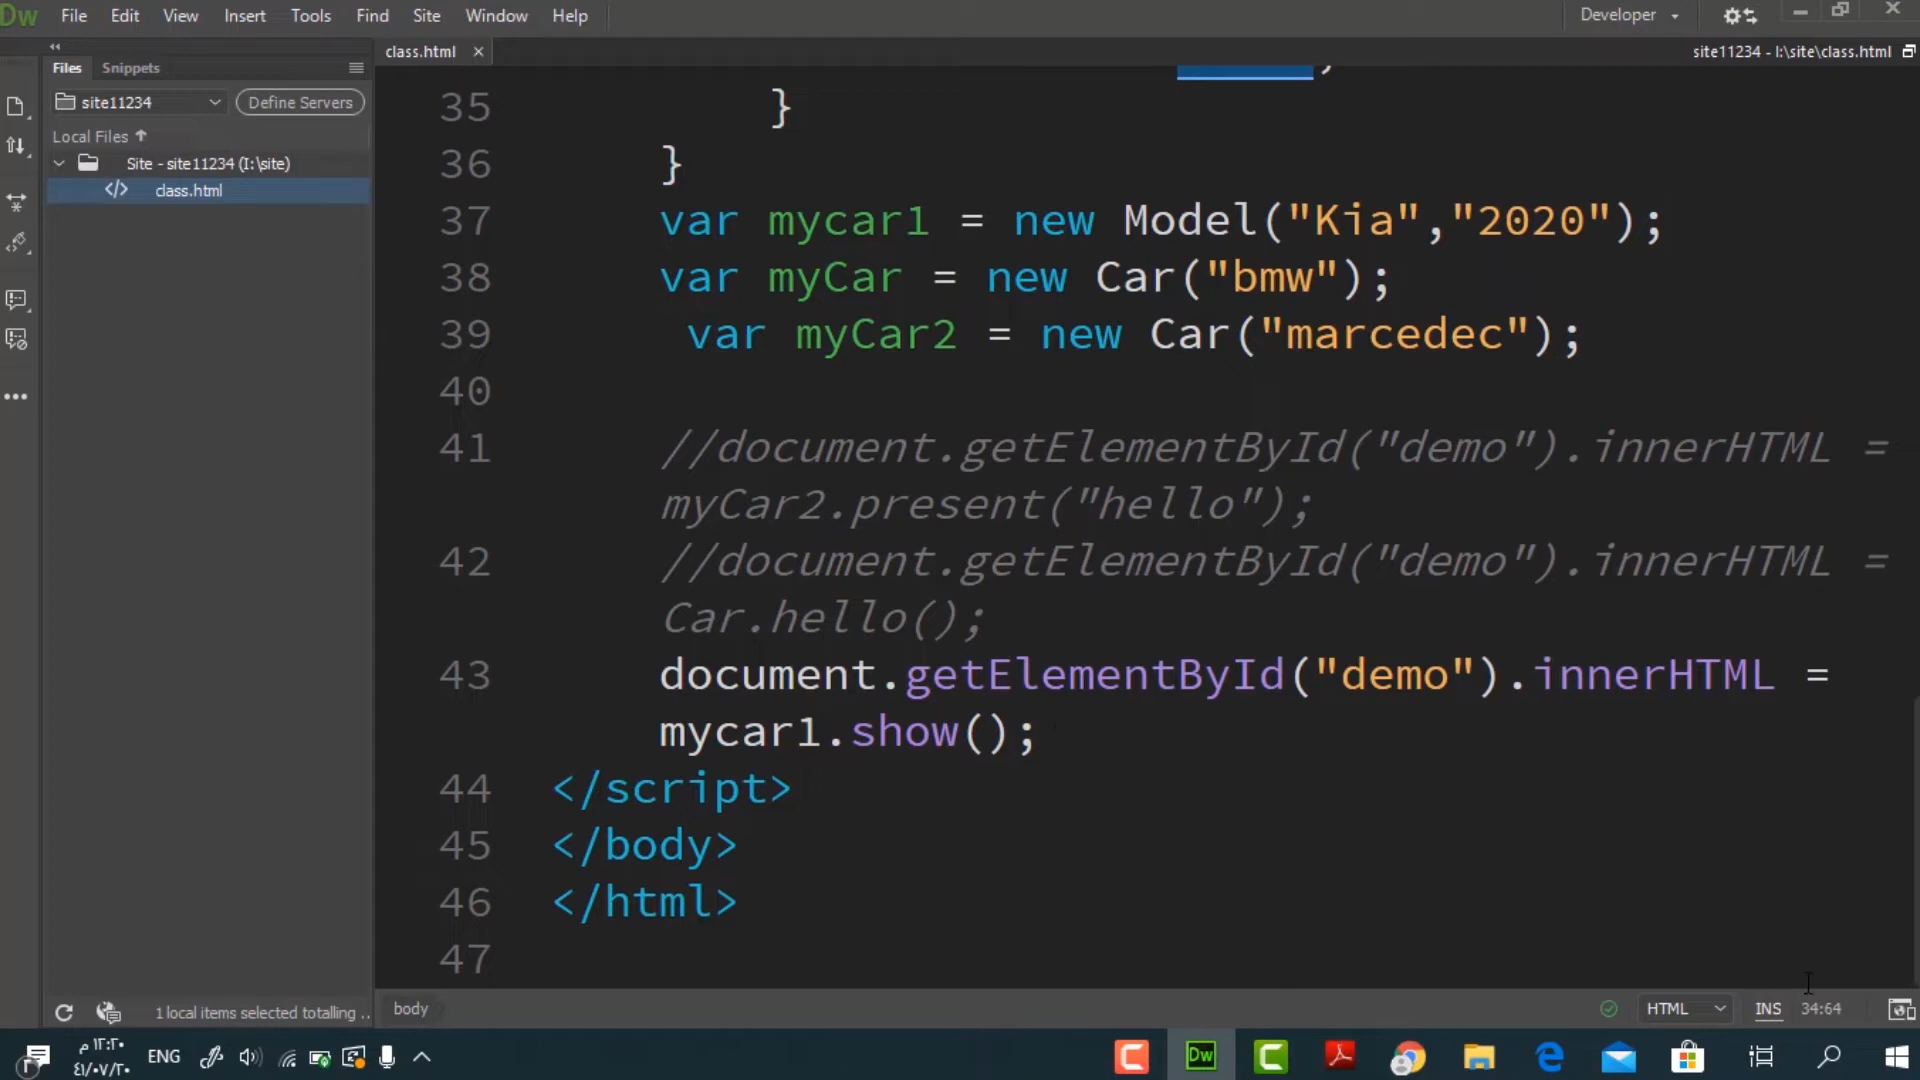 Dw File Edit View Insert Tools Find Site Window Help Developer
Files Snippets
class.html ×
site11234 - I:\site\class.html
site11234 Define Servers
Local Files
Site - site11234 (I:\site)
</> class.html
35 }
36 }
37 var mycar1 = new Model("Kia","2020");
38 var myCar = new Car("bmw");
39 var myCar2 = new Car("marcedec");
40
41 //document.getElementById("demo").innerHTML =
myCar2.present("hello");
42 //document.getElementById("demo").innerHTML =
Car.hello();
43 document.getElementById("demo").innerHTML =
mycar1.show();
44 </script>
45 </body>
46 </html>
47
1 local items selected totalling ..
body
HTML INS 34:64
ENG
Dw